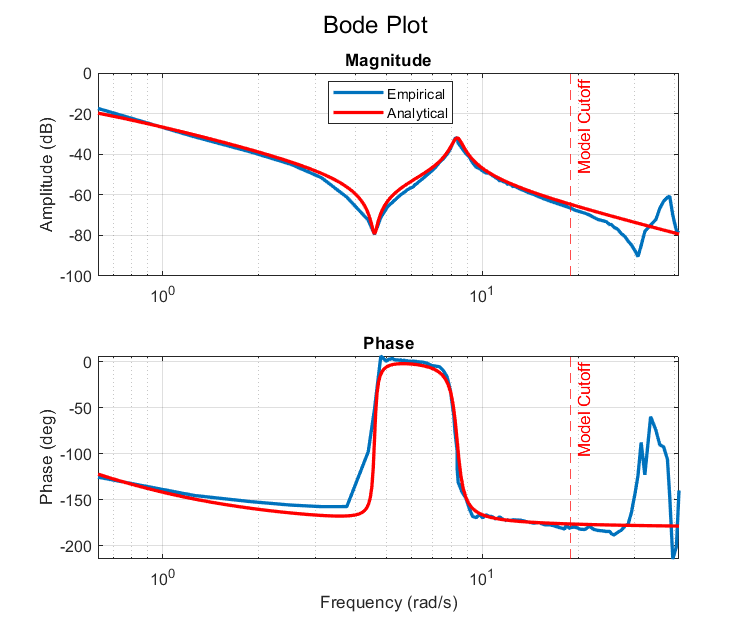 Bode Plot
Magnitude
Amplitude (dB)
0
-20
-40
-60
-80
-100
Empirical
Analytical
Model Cutoff
10^0
10^1
Phase
Phase (deg)
0
-50
-100
-150
-200
Model Cutoff
10^0
10^1
Frequency (rad/s)